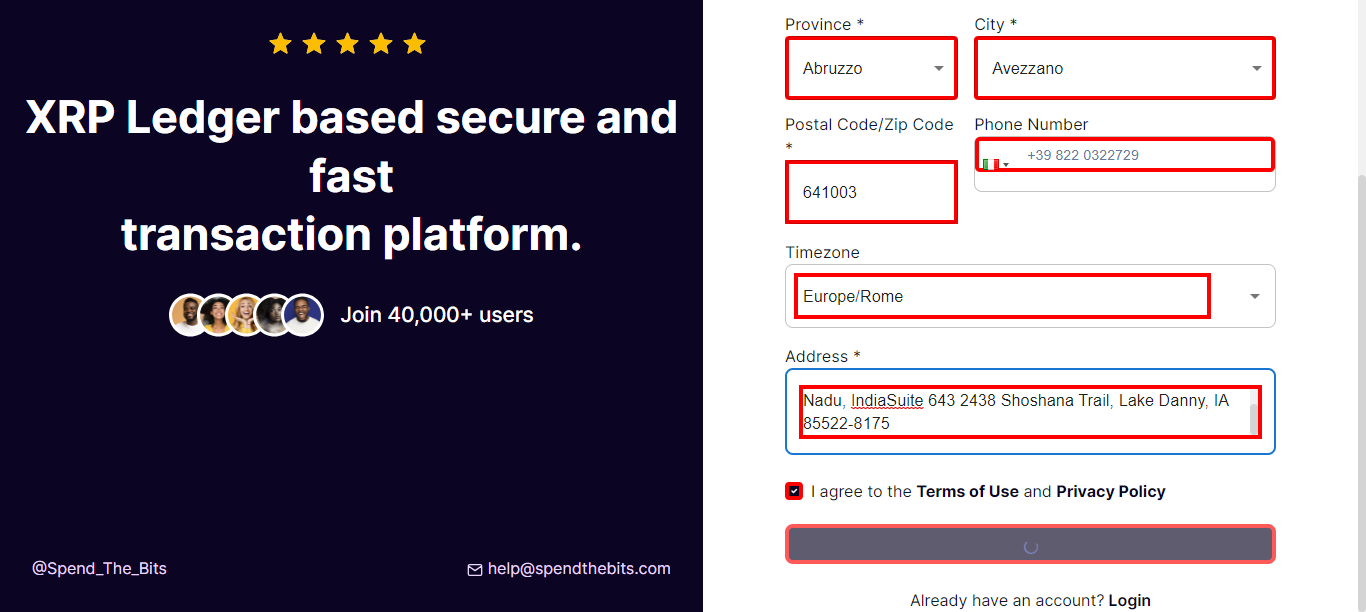 XRP Ledger based secure and
fast
transaction platform.
Join 40,000+ users
@Spend_The_Bits
help@spendthebits.com
Province *
City *
Abruzzo
Avezzano
Postal Code/Zip Code
*
Phone Number
+39 822 0322729
641003
Timezone
Europe/Rome
Address *
Nadu, IndiaSuite 643 2438 Shoshana Trail, Lake Danny, IA
85522-8175
I agree to the Terms of Use and Privacy Policy
Already have an account? Login